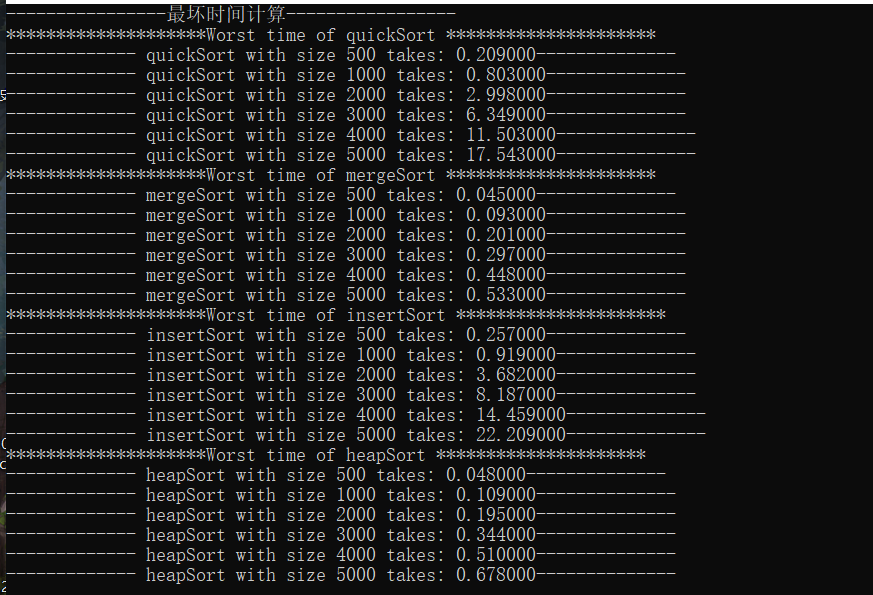 ----------------最坏时间计算-----------------
********************Worst time of quickSort *********************
------------- quickSort with size 500 takes: 0.209000--------------
------------- quickSort with size 1000 takes: 0.803000--------------
------------- quickSort with size 2000 takes: 2.998000--------------
------------- quickSort with size 3000 takes: 6.349000--------------
------------- quickSort with size 4000 takes: 11.503000--------------
------------- quickSort with size 5000 takes: 17.543000--------------
********************Worst time of mergeSort *********************
------------- mergeSort with size 500 takes: 0.045000--------------
------------- mergeSort with size 1000 takes: 0.093000--------------
------------- mergeSort with size 2000 takes: 0.201000--------------
------------- mergeSort with size 3000 takes: 0.297000--------------
------------- mergeSort with size 4000 takes: 0.448000--------------
------------- mergeSort with size 5000 takes: 0.533000--------------
********************Worst time of insertSort *********************
------------- insertSort with size 500 takes: 0.257000--------------
------------- insertSort with size 1000 takes: 0.919000--------------
------------- insertSort with size 2000 takes: 3.682000--------------
------------- insertSort with size 3000 takes: 8.187000--------------
------------- insertSort with size 4000 takes: 14.459000--------------
------------- insertSort with size 5000 takes: 22.209000--------------
********************Worst time of heapSort *********************
------------- heapSort with size 500 takes: 0.048000--------------
------------- heapSort with size 1000 takes: 0.109000--------------
------------- heapSort with size 2000 takes: 0.195000--------------
------------- heapSort with size 3000 takes: 0.344000--------------
------------- heapSort with size 4000 takes: 0.510000--------------
------------- heapSort with size 5000 takes: 0.678000--------------